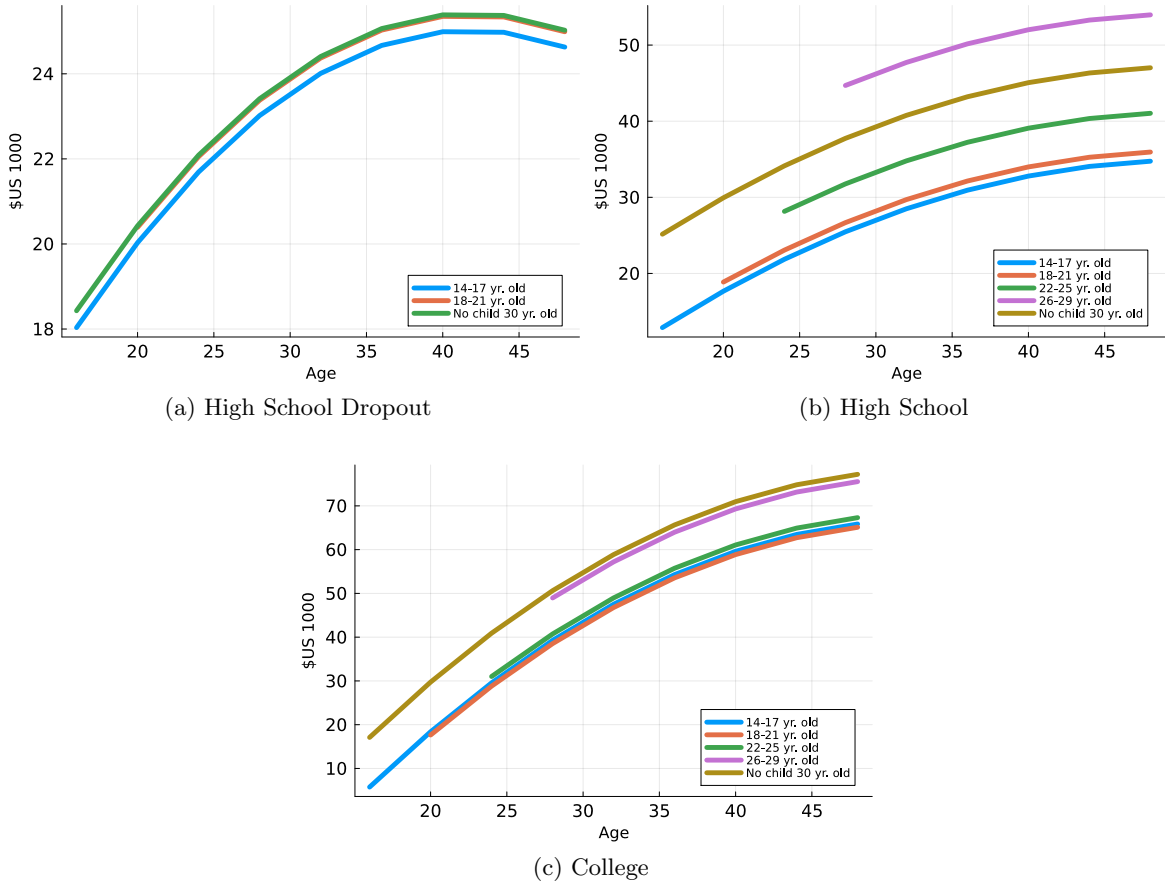 $US 1000
24
22
20
18
14-17 yr. old
18-21 yr. old
No child 30 yr. old
20 25 30 35 40 45
Age
(a) High School Dropout
$US 1000
50
40
30
20
14-17 yr. old
18-21 yr. old
22-25 yr. old
26-29 yr. old
No child 30 yr. old
20 25 30 35 40 45
Age
(b) High School
$US 1000
70
60
50
40
30
20
10
14-17 yr. old
18-21 yr. old
22-25 yr. old
26-29 yr. old
No child 30 yr. old
20 25 30 35 40 45
Age
(c) College